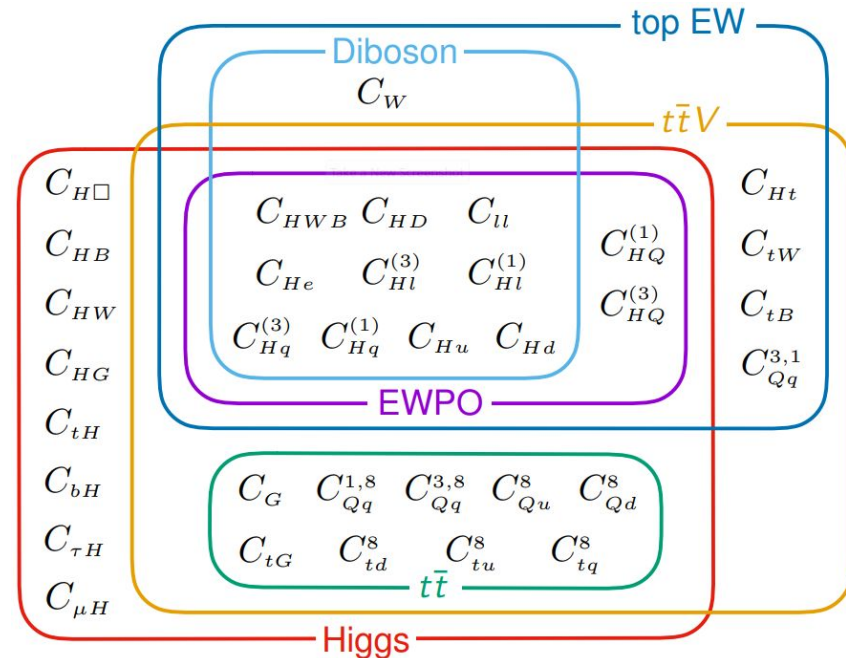 top EW
Diboson
C_W
tt̄V
C_{H□}
C_{HWB} C_{HD} C_{ll}
C_{Ht}
C_{HB}
C_{HQ}^{(1)}
C_{tW}
C_{He} C_{Hl}^{(3)} C_{Hl}^{(1)}
C_{HW}
C_{HQ}^{(3)}
C_{tB}
C_{Hq}^{(3)} C_{Hq}^{(1)} C_{Hu} C_{Hd}
C_{HG}
C_{Qq}^{3,1}
EWPO
C_{tH}
C_{bH}
C_G C_{Qq}^{1,8} C_{Qq}^{3,8} C_{Qu}^8 C_{Qd}^8
C_{τH}
C_{tG} C_{td}^8 C_{tu}^8 C_{tq}^8
tt̄
C_{μH}
Higgs